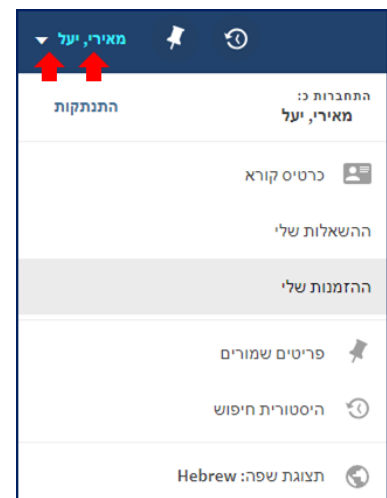 מאירי, יעל
התחברות כ:
מאירי, יעל
התנתקות
כרטיס קורא
ההשאלות שלי
ההזמנות שלי
פריטים שמורים
היסטורית חיפוש
תצוגת שפה: Hebrew